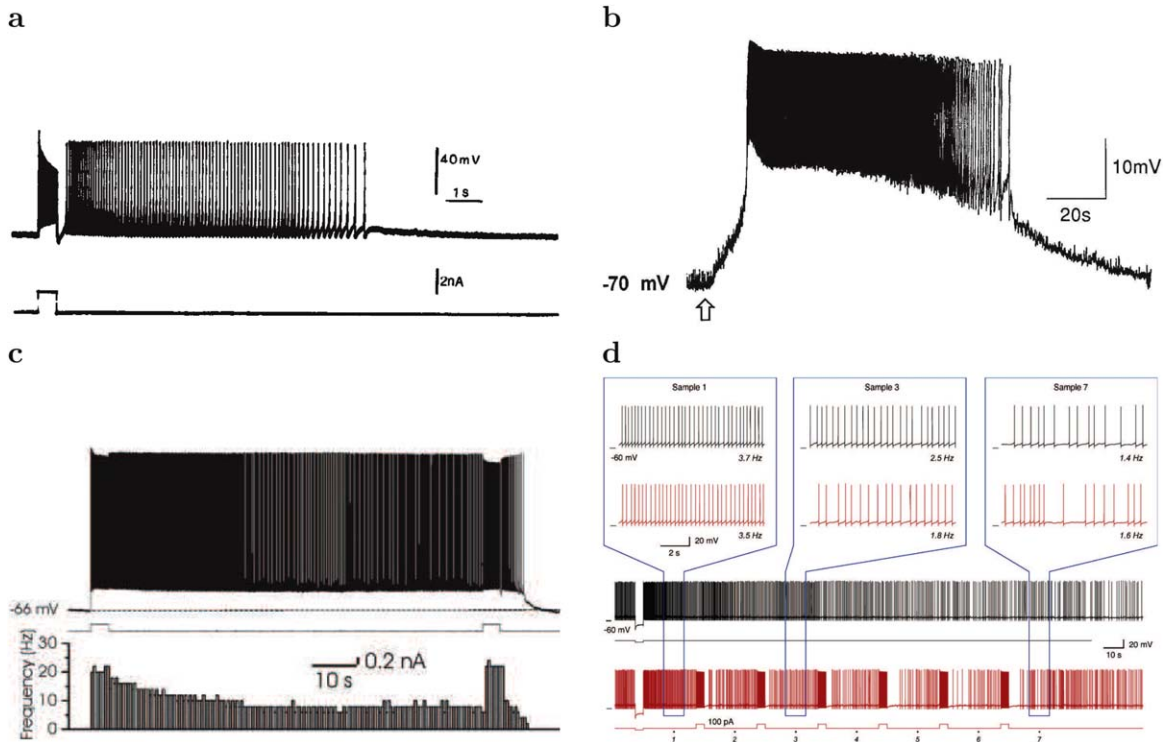 a
40mV
1s
2nA
b
10mV
20s
-70 mV
c
-66 mV
30
20
10
0
Frequency (Hz)
0.2 nA
10 s
d
Sample 1
Sample 3
Sample 7
-60 mV
3.7 Hz
2.5 Hz
1.4 Hz
3.5 Hz
1.8 Hz
1.6 Hz
20 mV
2 s
-60 mV
20 mV
10 s
100 pA
1 2 3 4 5 6 7